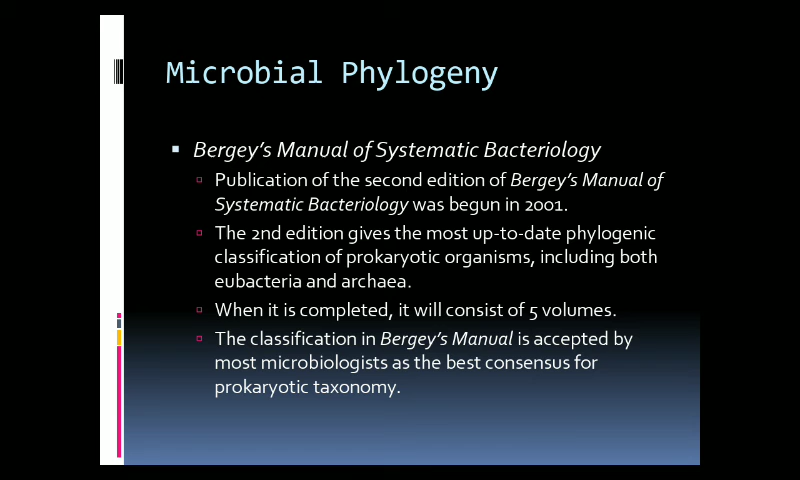 Microbial Phylogeny
Bergey's Manual of Systematic Bacteriology
Publication of the second edition of Bergey's Manual of
Systematic Bacteriology was begun in 2001.
The 2nd edition gives the most up-to-date phylogenic
classification of prokaryotic organisms, including both
eubacteria and archaea.
When it is completed, it will consist of 5 volumes.
The classification in Bergey's Manual is accepted by
most microbiologists as the best consensus for
prokaryotic taxonomy.